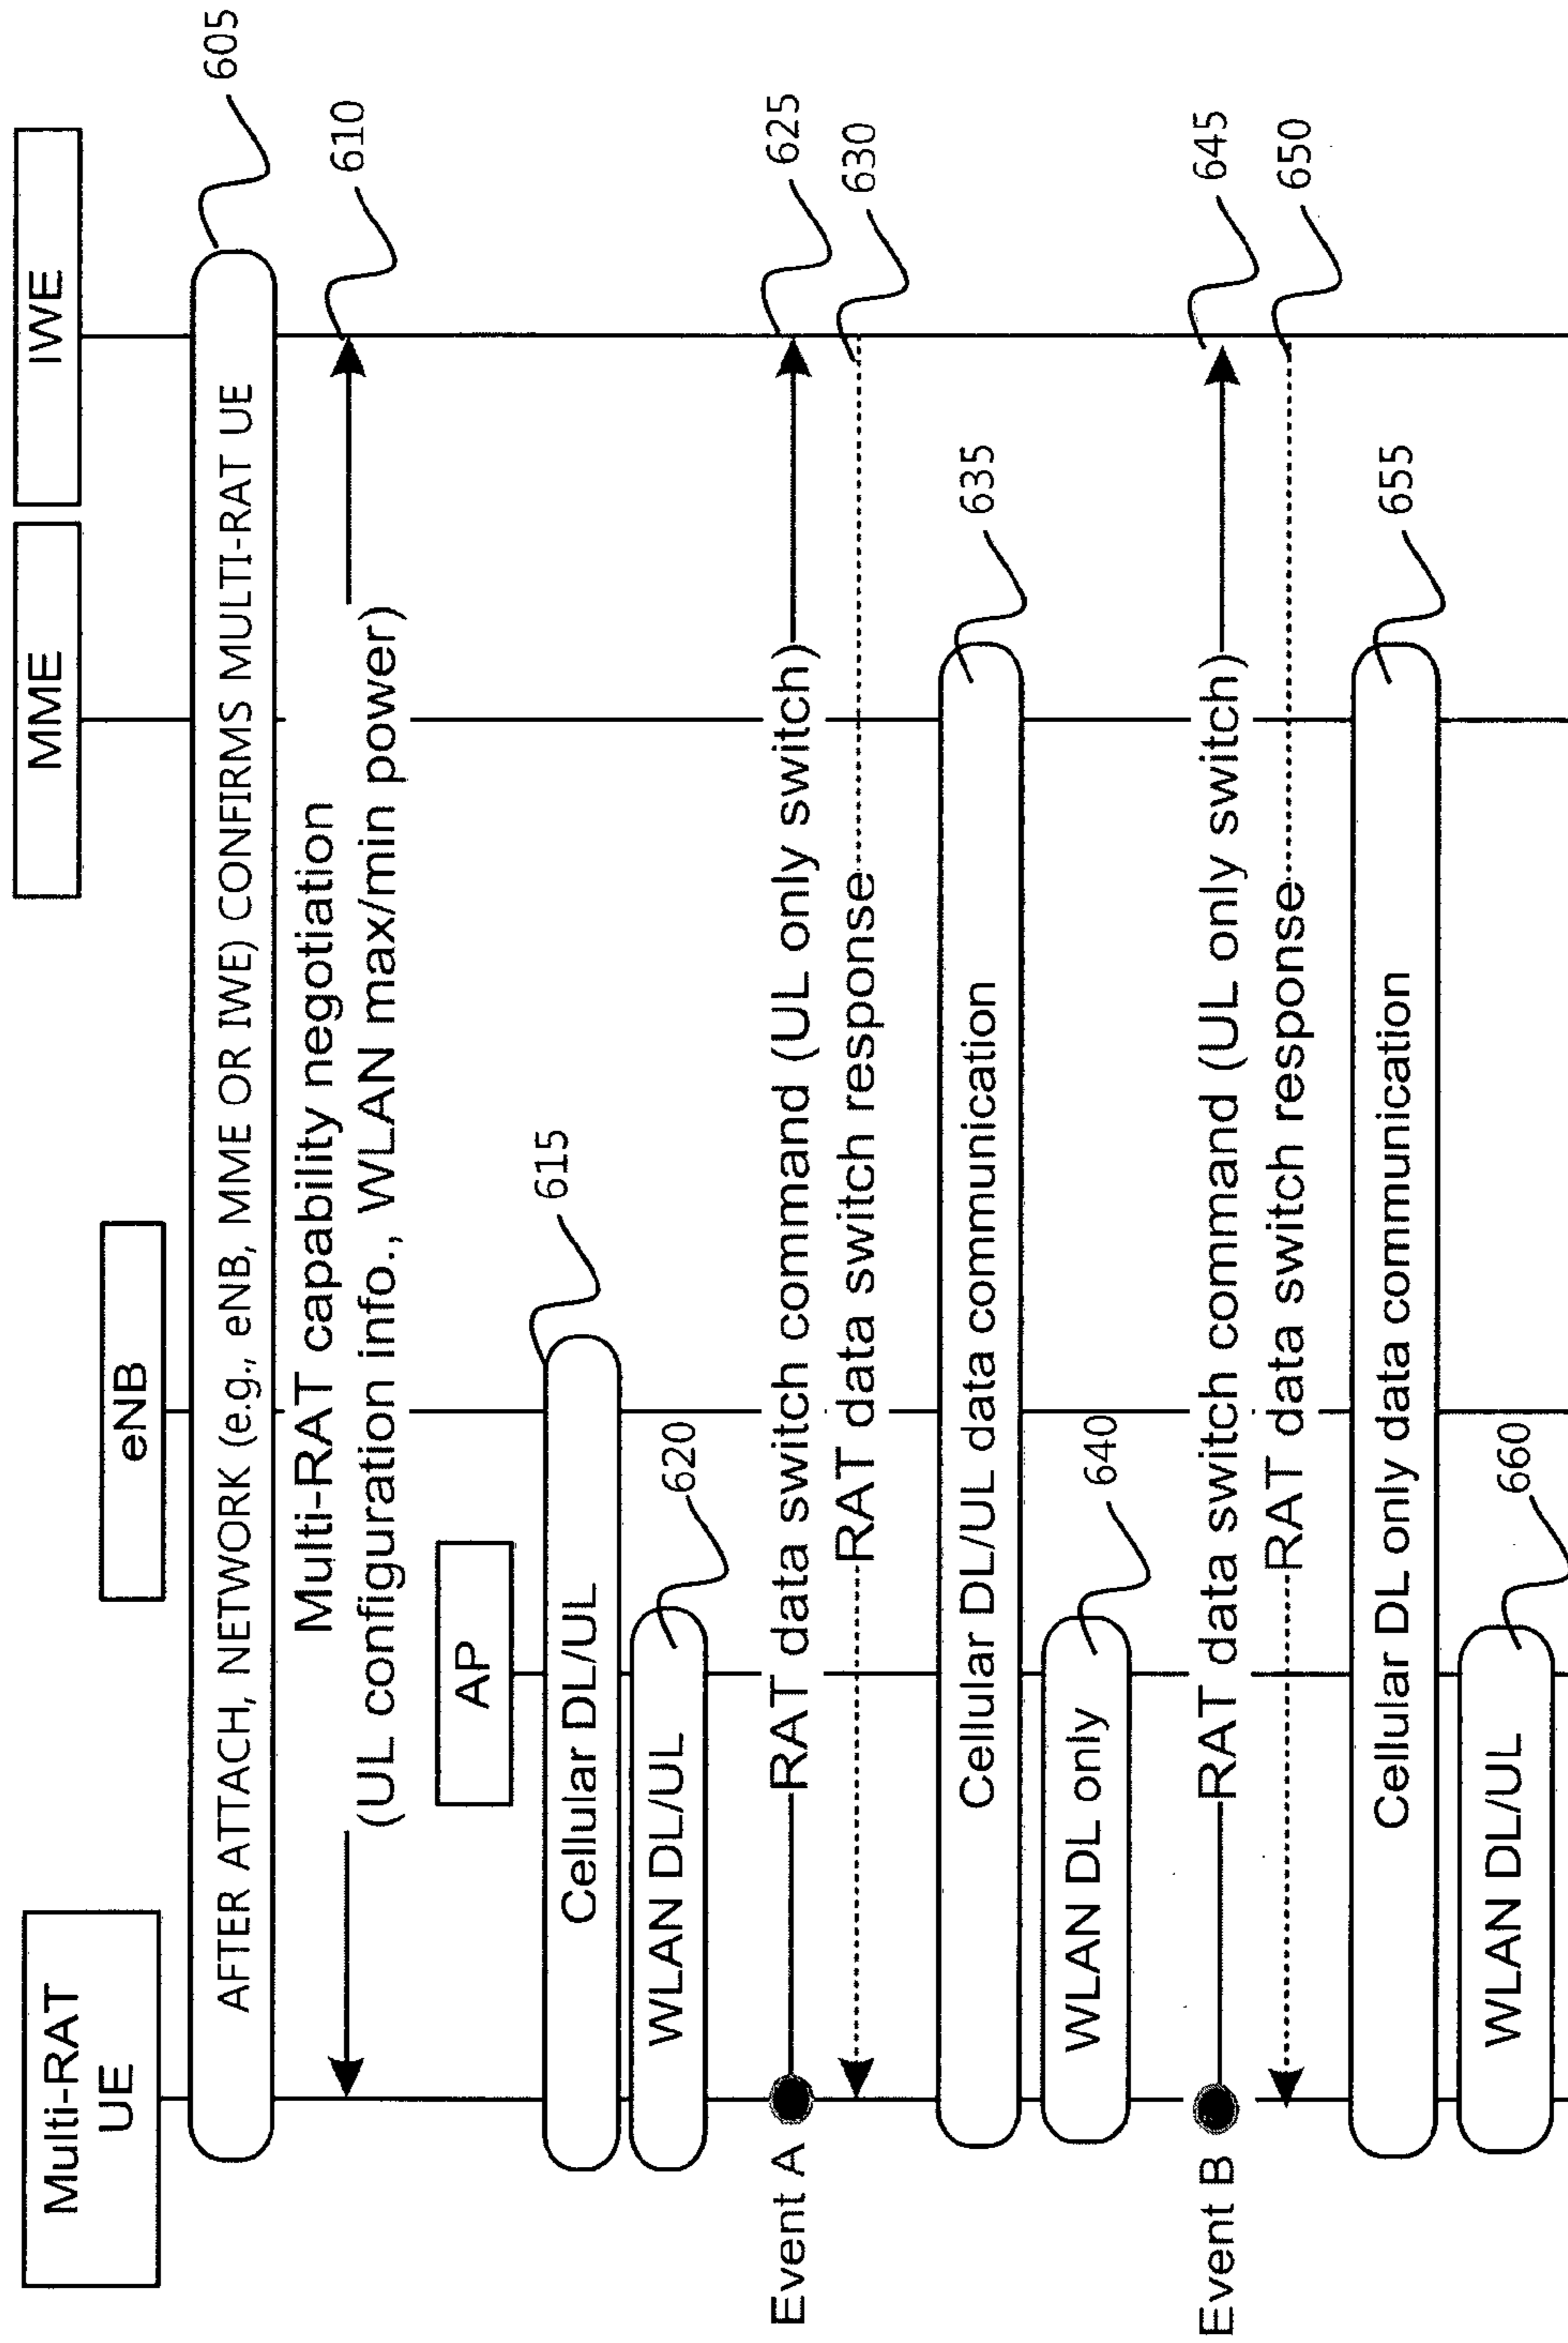 Multi-RAT
UE
eNB
MME
IWE
605
AFTER ATTACH, NETWORK (e.g., eNB, MME OR IWE) CONFIRMS MULTI-RAT UE
610
Multi-RAT capability negotiation
(UL configuration info., WLAN max/min power)
AP
615
Cellular DL/UL
620
WLAN DL/UL
625
Event A
RAT data switch command (UL only switch)
630
RAT data switch response
635
Cellular DL/UL data communication
640
WLAN DL only
645
Event B
RAT data switch command (UL only switch)
650
RAT data switch response
655
Cellular DL only data communication
660
WLAN DL/UL